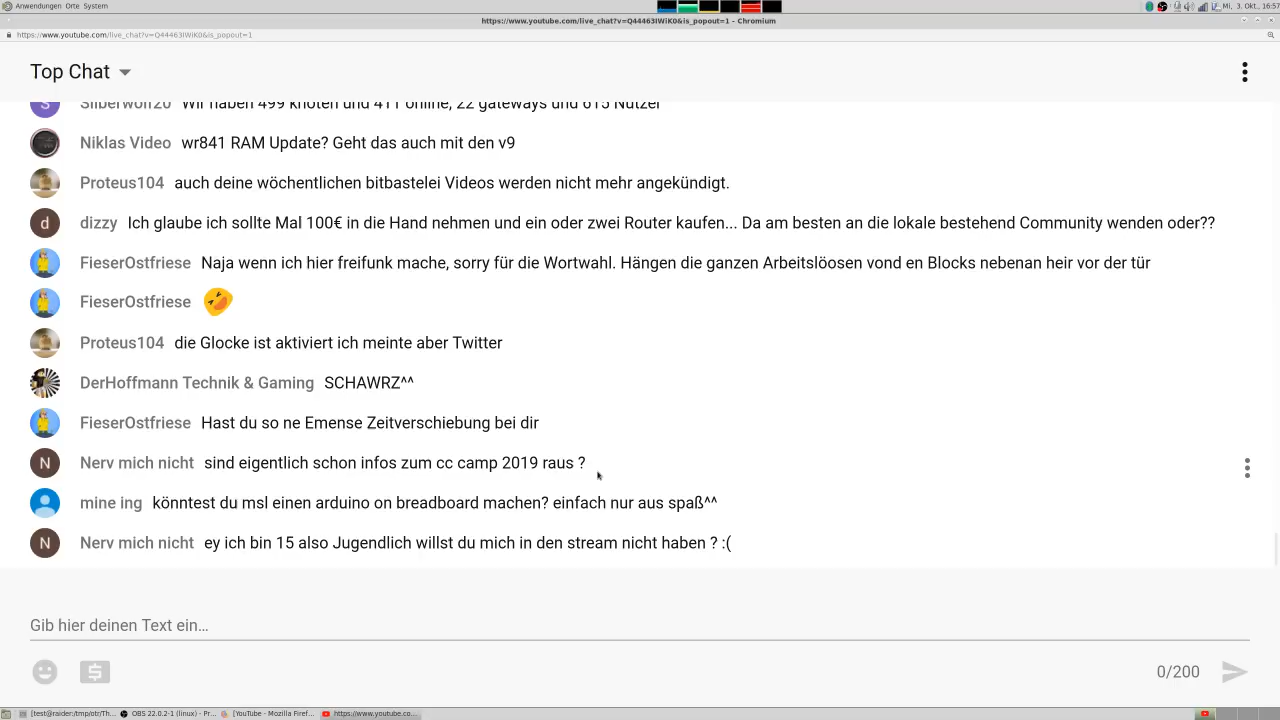 Anwendungen Orte System
Mi, 3. Okt., 16:57
https://www.youtube.com/live_chat?v=Q44463IWiK0&is_popout=1 - Chromium
https://www.youtube.com/live_chat?v=Q44463IWiK0&is_popout=1
Top Chat
S Silberwolf20 Wir haben 499 knoten und 411 online, 22 gateways und 615 Nutzer
Niklas Video wr841 RAM Update? Geht das auch mit den v9
Proteus104 auch deine wöchentlichen bitbastelei Videos werden nicht mehr angekündigt.
d dizzy Ich glaube ich sollte Mal 100€ in die Hand nehmen und ein oder zwei Router kaufen... Da am besten an die lokale bestehend Community wenden oder??
FieserOstfriese Naja wenn ich hier freifunk mache, sorry für die Wortwahl. Hängen die ganzen Arbeitslöosen vond en Blocks nebenan heir vor der tür
FieserOstfriese 🤣
Proteus104 die Glocke ist aktiviert ich meinte aber Twitter
DerHoffmann Technik & Gaming SCHAWRZ^^
FieserOstfriese Hast du so ne Emense Zeitverschiebung bei dir
N Nerv mich nicht sind eigentlich schon infos zum cc camp 2019 raus ?
mine ing könntest du msl einen arduino on breadboard machen? einfach nur aus spaß^^
N Nerv mich nicht ey ich bin 15 also Jugendlich willst du mich in den stream nicht haben ? :(
Gib hier deinen Text ein...
0/200
[test@raider:/tmp/otr/Th... OBS 22.0.2-1 (linux) - Pr... [YouTube - Mozilla Firef... https://www.youtube.co...